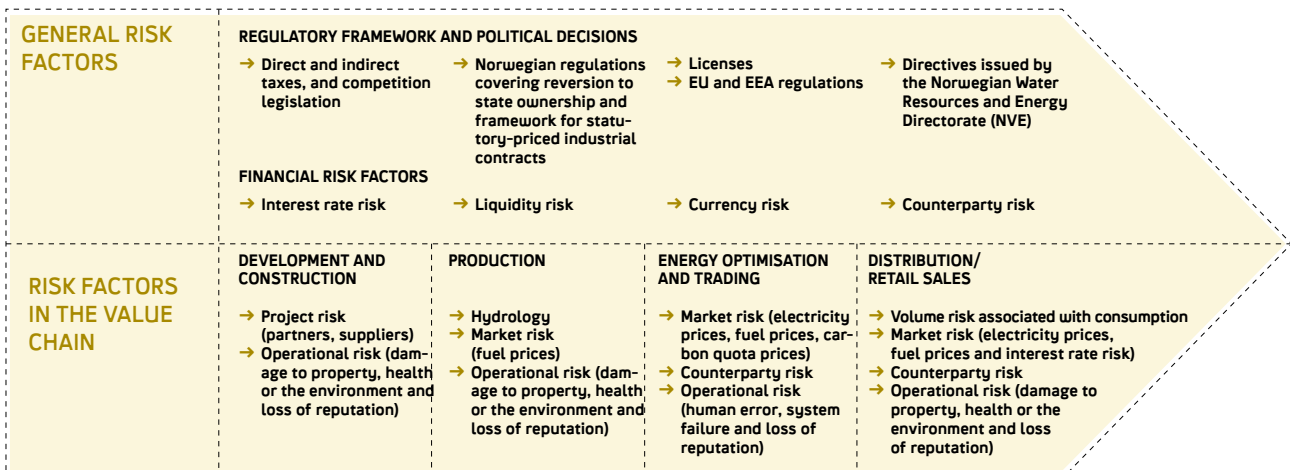 GENERAL RISK
FACTORS
REGULATORY FRAMEWORK AND POLITICAL DECISIONS
→ Direct and indirect
taxes, and competition
legislation
→ Norwegian regulations
covering reversion to
state ownership and
framework for statu-
tory-priced industrial
contracts
→ Licenses
→ EU and EEA regulations
→ Directives issued by
the Norwegian Water
Resources and Energy
Directorate (NVE)
FINANCIAL RISK FACTORS
→ Interest rate risk
→ Liquidity risk
→ Currency risk
→ Counterparty risk
RISK FACTORS
IN THE VALUE
CHAIN
DEVELOPMENT AND
CONSTRUCTION
→ Project risk
(partners, suppliers)
→ Operational risk (dam-
age to property, health
or the environment and
loss of reputation)
PRODUCTION
→ Hydrology
→ Market risk
(fuel prices)
→ Operational risk (dam-
age to property, health
or the environment and
loss of reputation)
ENERGY OPTIMISATION
AND TRADING
→ Market risk (electricity
prices, fuel prices, car-
bon quota prices)
→ Counterparty risk
→ Operational risk
(human error, system
failure and loss of
reputation)
DISTRIBUTION/
RETAIL SALES
→ Volume risk associated with consumption
→ Market risk (electricity prices,
fuel prices and interest rate risk)
→ Counterparty risk
→ Operational risk (damage to
property, health or the
environment and loss
of reputation)